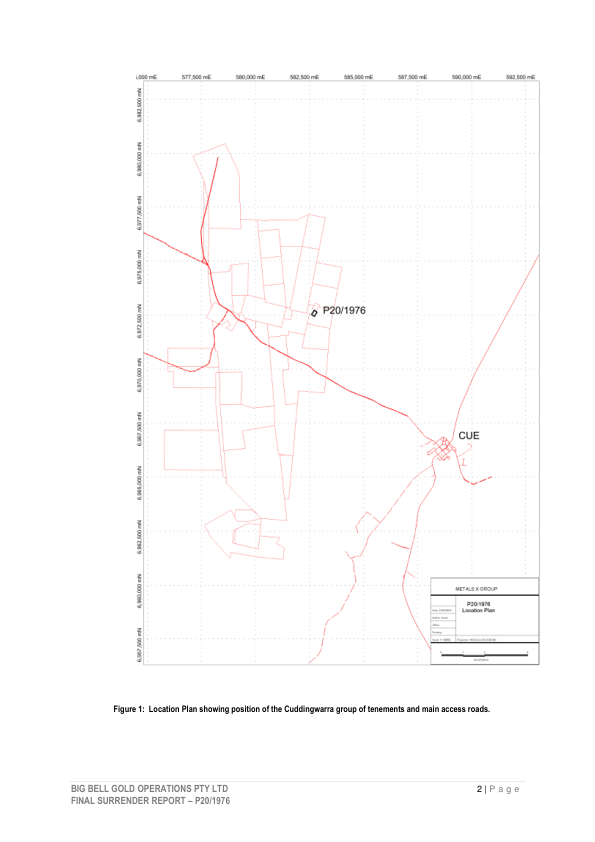 ,000 mE 577,500 mE 580,000 mE 582,500 mE 585,000 mE 587,500 mE 590,000 mE 592,500 mE
6,982,500 mN
6,980,000 mN
6,977,500 mN
6,975,000 mN
6,972,500 mN
6,970,000 mN
6,967,500 mN
6,965,000 mN
6,962,500 mN
6,960,000 mN
6,957,500 mN
P20/1976
CUE
METALS X GROUP
P20/1976
Location Plan
Figure 1: Location Plan showing position of the Cuddingwarra group of tenements and main access roads.
BIG BELL GOLD OPERATIONS PTY LTD 2 | P a g e
FINAL SURRENDER REPORT – P20/1976